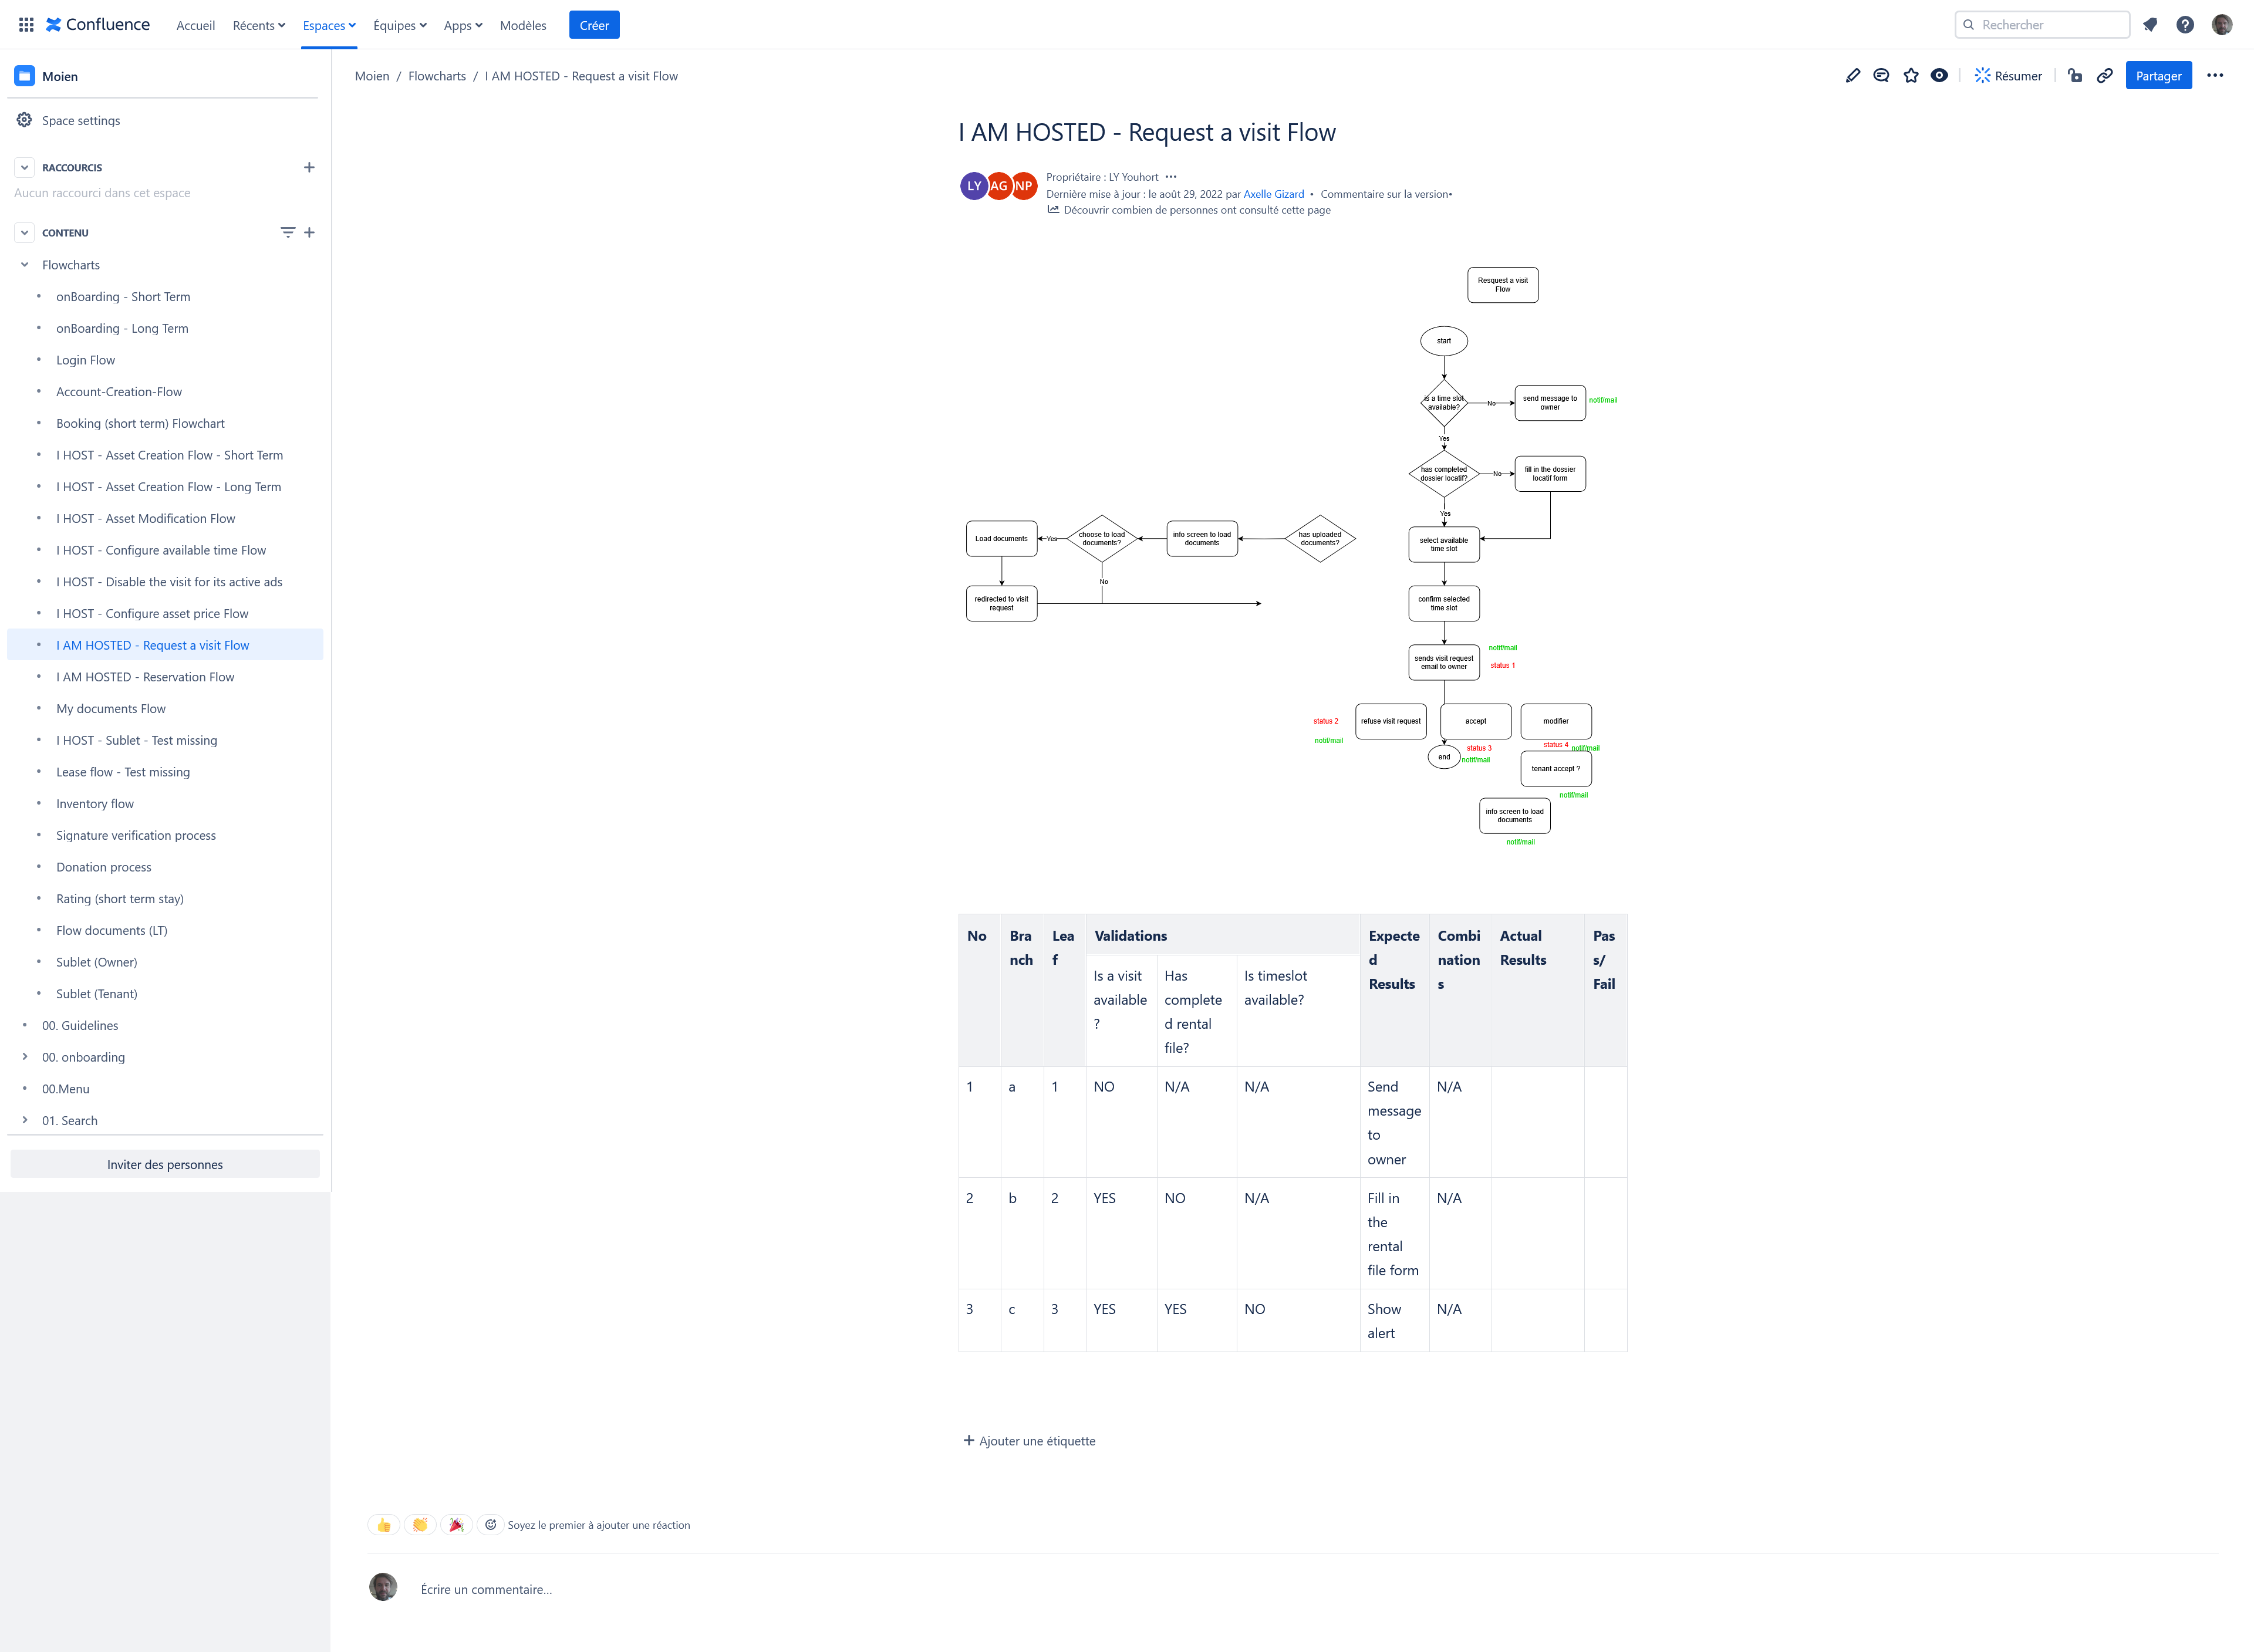 Confluence
Accueil
Récents
Espaces
Équipes
Apps
Modèles
Créer
Rechercher
Moien
Space settings
RACCOURCIS
Aucun raccourci dans cet espace
CONTENU
Flowcharts
onBoarding - Short Term
onBoarding - Long Term
Login Flow
Account-Creation-Flow
Booking (short term) Flowchart
I HOST - Asset Creation Flow - Short Term
I HOST - Asset Creation Flow - Long Term
I HOST - Asset Modification Flow
I HOST - Configure available time Flow
I HOST - Disable the visit for its active ads
I HOST - Configure asset price Flow
I AM HOSTED - Request a visit Flow
I AM HOSTED - Reservation Flow
My documents Flow
I HOST - Sublet - Test missing
Lease flow - Test missing
Inventory flow
Signature verification process
Donation process
Rating (short term stay)
Flow documents (LT)
Sublet (Owner)
Sublet (Tenant)
00. Guidelines
00. onboarding
00.Menu
01. Search
Inviter des personnes
Moien / Flowcharts / I AM HOSTED - Request a visit Flow
Résumer
Partager
I AM HOSTED - Request a visit Flow
LY AG NP
Propriétaire : LY Youhort
Dernière mise à jour : le août 29, 2022 par Axelle Gizard • Commentaire sur la version•
Découvrir combien de personnes ont consulté cette page
Resquest a visit
Flow
start
is a time slot
available?
No
send message to
owner
notif/mail
Yes
has completed
dossier locatif?
No
fill in the dossier
locatif form
Yes
Load documents
Yes
choose to load
documents?
info screen to load
documents
has uploaded
documents?
select available
time slot
No
redirected to visit
request
confirm selected
time slot
sends visit request
email to owner
notif/mail
status 1
status 2
notif/mail
refuse visit request
accept
modifier
end
status 3
notif/mail
status 4
notif/mail
tenant accept ?
notif/mail
info screen to load
documents
notif/mail
No
Bra
nch
Lea
f
Validations
Expecte
d
Results
Combi
nation
s
Actual
Results
Pas
s/
Fail
Is a visit
available
?
Has
complete
d rental
file?
Is timeslot
available?
1
a
1
NO
N/A
N/A
Send
message
to
owner
N/A
2
b
2
YES
NO
N/A
Fill in
the
rental
file form
N/A
3
c
3
YES
YES
NO
Show
alert
N/A
Ajouter une étiquette
Soyez le premier à ajouter une réaction
Écrire un commentaire…